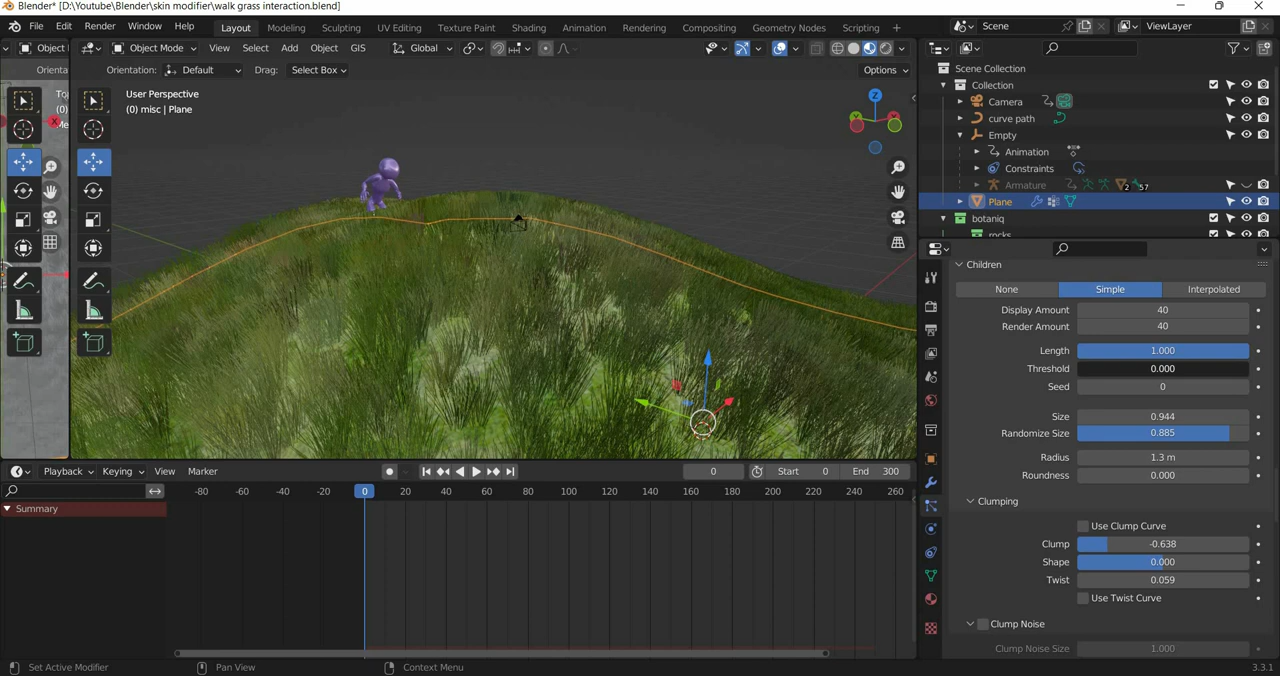 Blender* [D:\Youtube\Blender\skin modifier\walk grass interaction.blend]
File Edit Render Window Help
Layout Modeling Sculpting UV Editing Texture Paint Shading Animation Rendering Compositing Geometry Nodes Scripting
Scene ViewLayer
Object Object Mode View Select Add Object GIS Global
Orienta Orientation: Default Drag: Select Box Options
User Perspective
(0) misc | Plane
To
(0)
Z
Scene Collection
Collection
Camera
curve path
Empty
Animation
Constraints
Armature 2 57
Plane
botaniq
rocks
Children
None Simple Interpolated
Display Amount 40
Render Amount 40
Length 1.000
Threshold 0.000
Seed 0
Size 0.944
Randomize Size 0.885
Radius 1.3 m
Roundness 0.000
Clumping
Use Clump Curve
Clump -0.638
Shape 0.000
Twist 0.059
Use Twist Curve
Clump Noise
Clump Noise Size 1.000
Playback Keying View Marker 0 Start 0 End 300
-80 -60 -40 -20 0 20 40 60 80 100 120 140 160 180 200 220 240 260
Summary
Set Active Modifier Pan View Context Menu 3.3.1